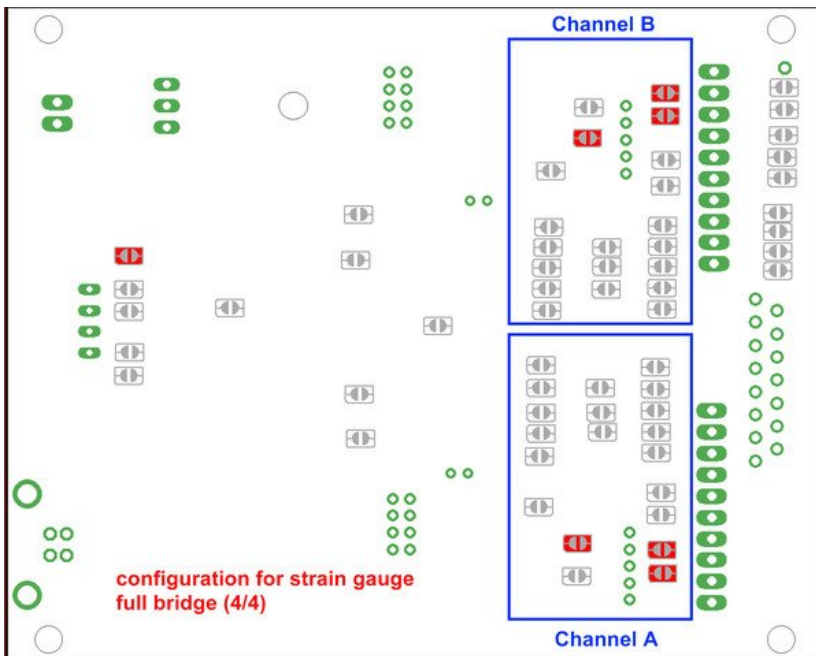 Channel B
configuration for strain gauge
full bridge (4/4)
Channel A